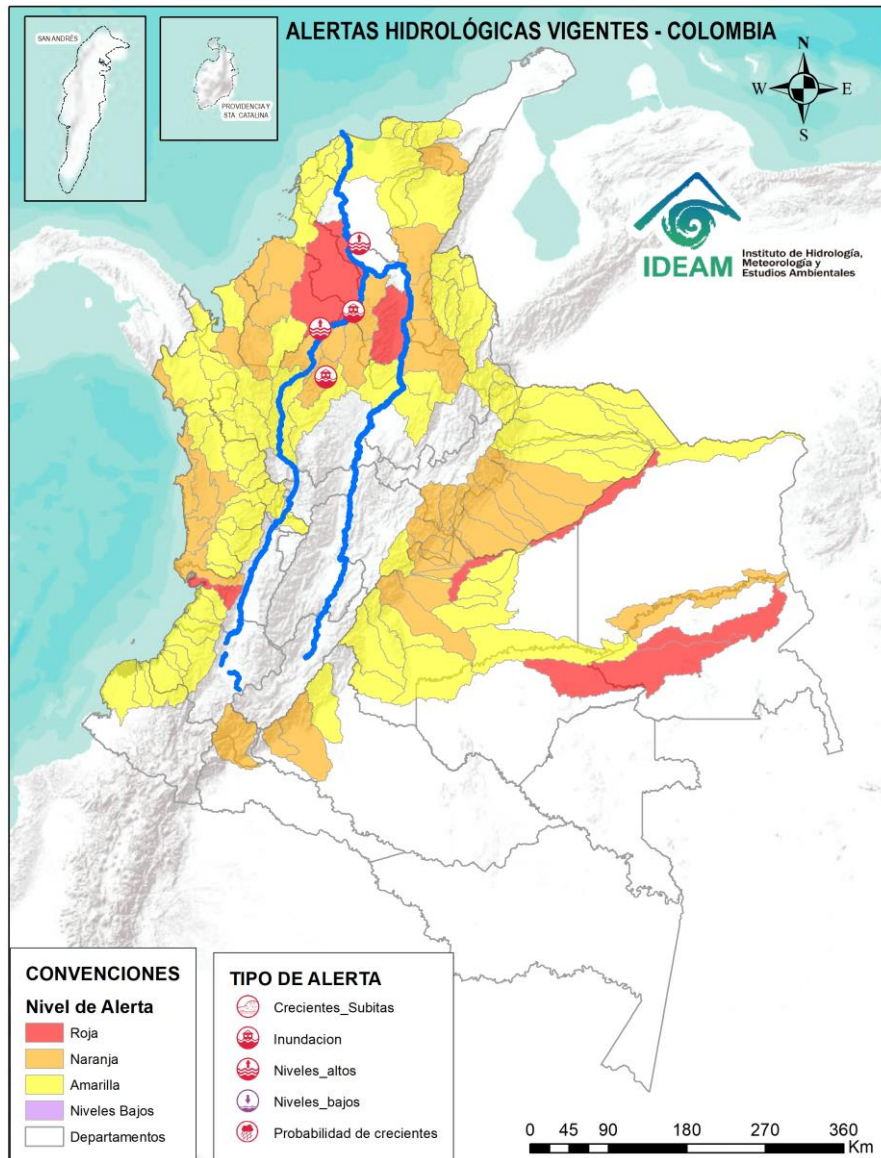 SAN ANDRÉS
PROVIDENCIA Y
STA. CATALINA
ALERTAS HIDROLÓGICAS VIGENTES - COLOMBIA
N
W
E
S
IDEAM
Instituto de Hidrología,
Meteorología y
Estudios Ambientales
CONVENCIONES
Nivel de Alerta
Roja
Naranja
Amarilla
Niveles Bajos
Departamentos
TIPO DE ALERTA
Crecientes_Subitas
Inundacion
Niveles_altos
Niveles_bajos
Probabilidad de crecientes
0 45 90 180 270 360
Km